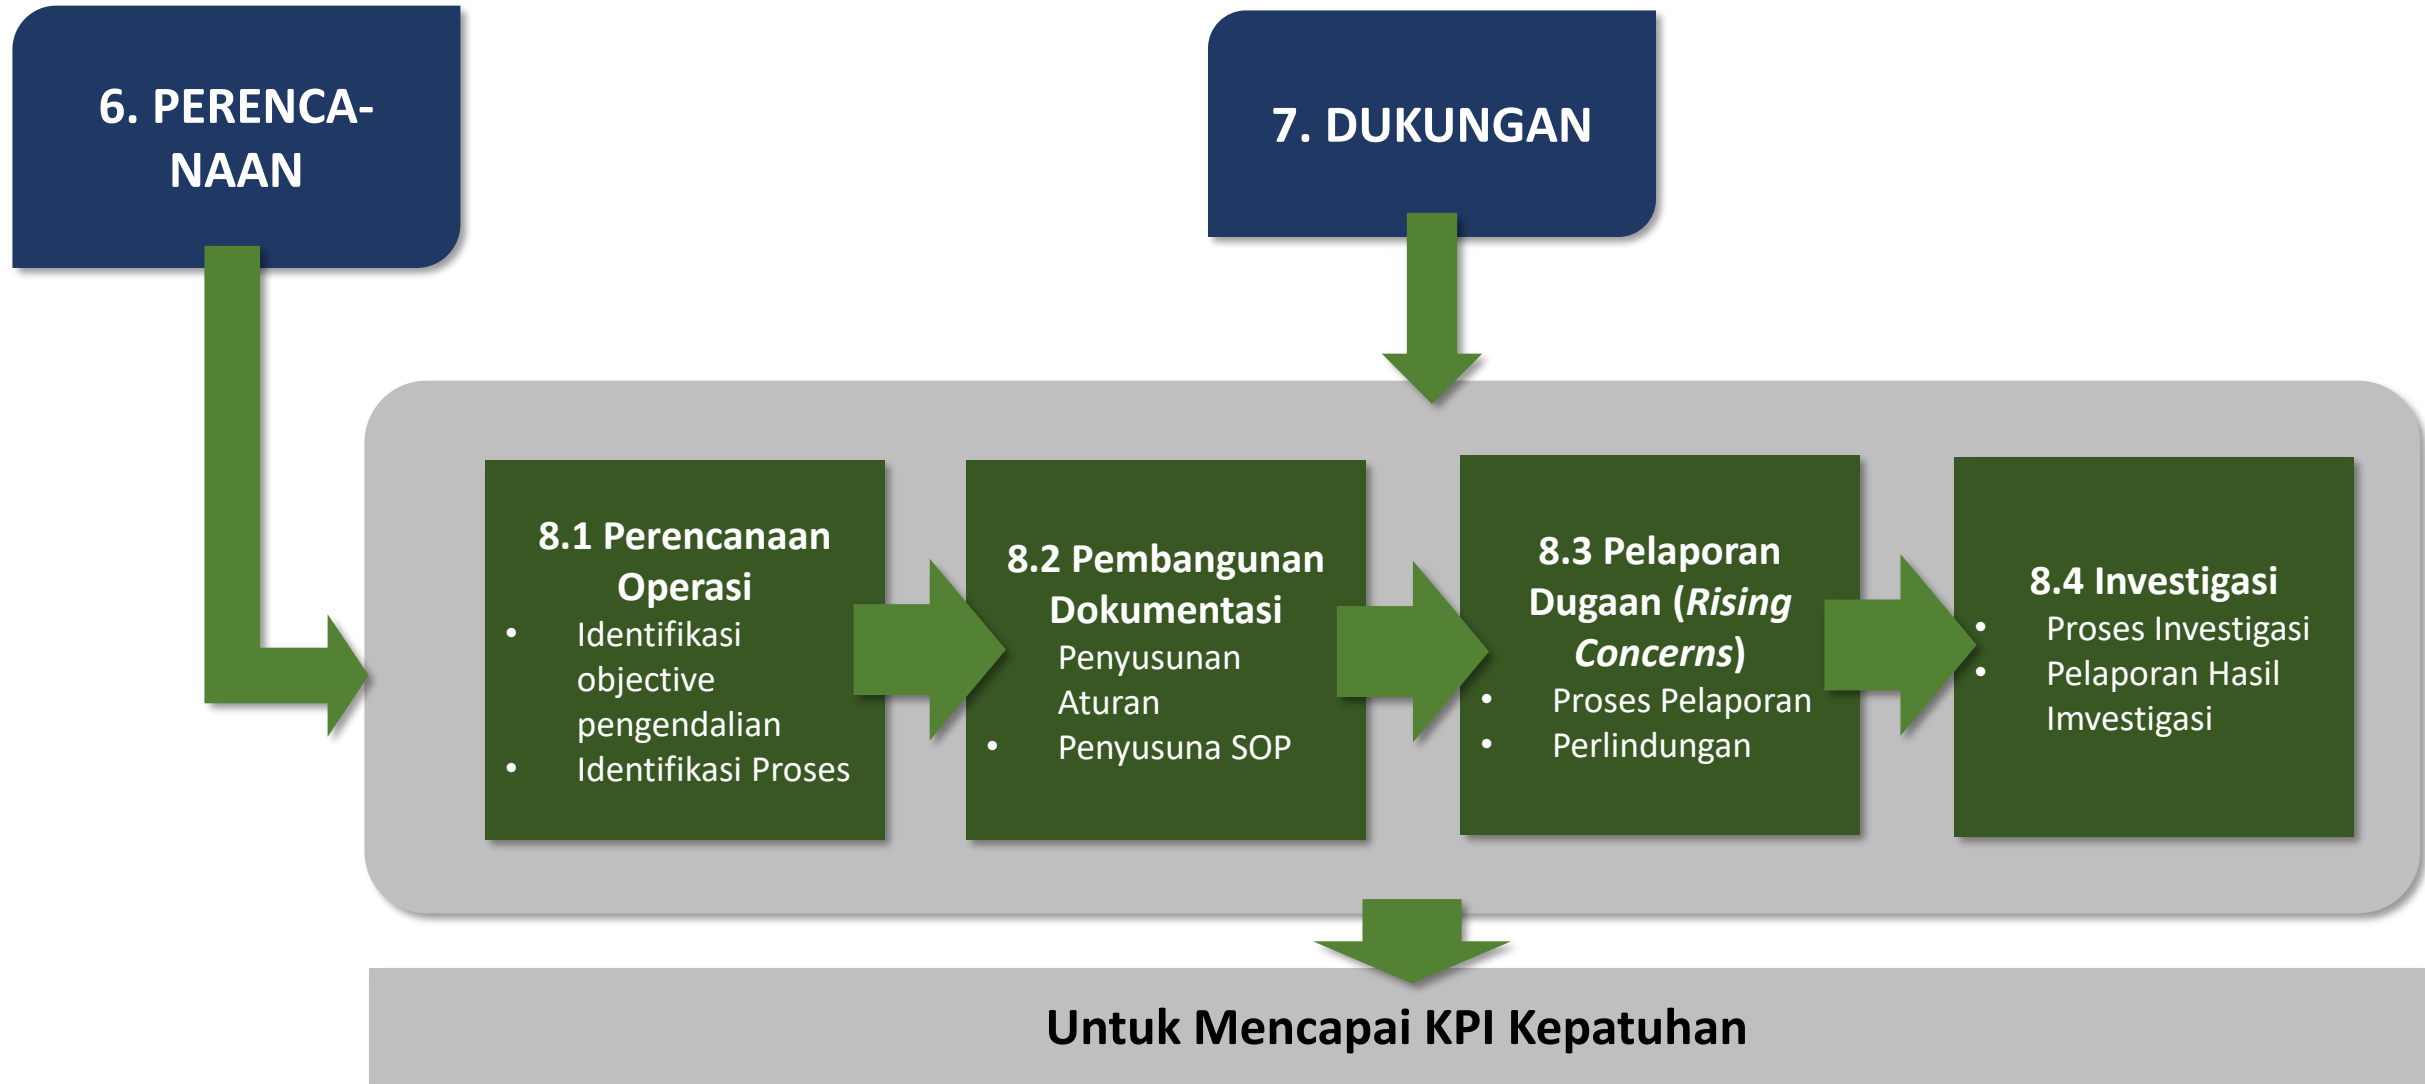 6. PERENCA-
NAAN
7. DUKUNGAN
8.1 Perencanaan
Operasi
• Identifikasi
objective
pengendalian
• Identifikasi Proses
8.2 Pembangunan
Dokumentasi
Penyusunan
Aturan
• Penyusuna SOP
8.3 Pelaporan
Dugaan (Rising
Concerns)
• Proses Pelaporan
• Perlindungan
8.4 Investigasi
• Proses Investigasi
• Pelaporan Hasil
Imvestigasi
Untuk Mencapai KPI Kepatuhan